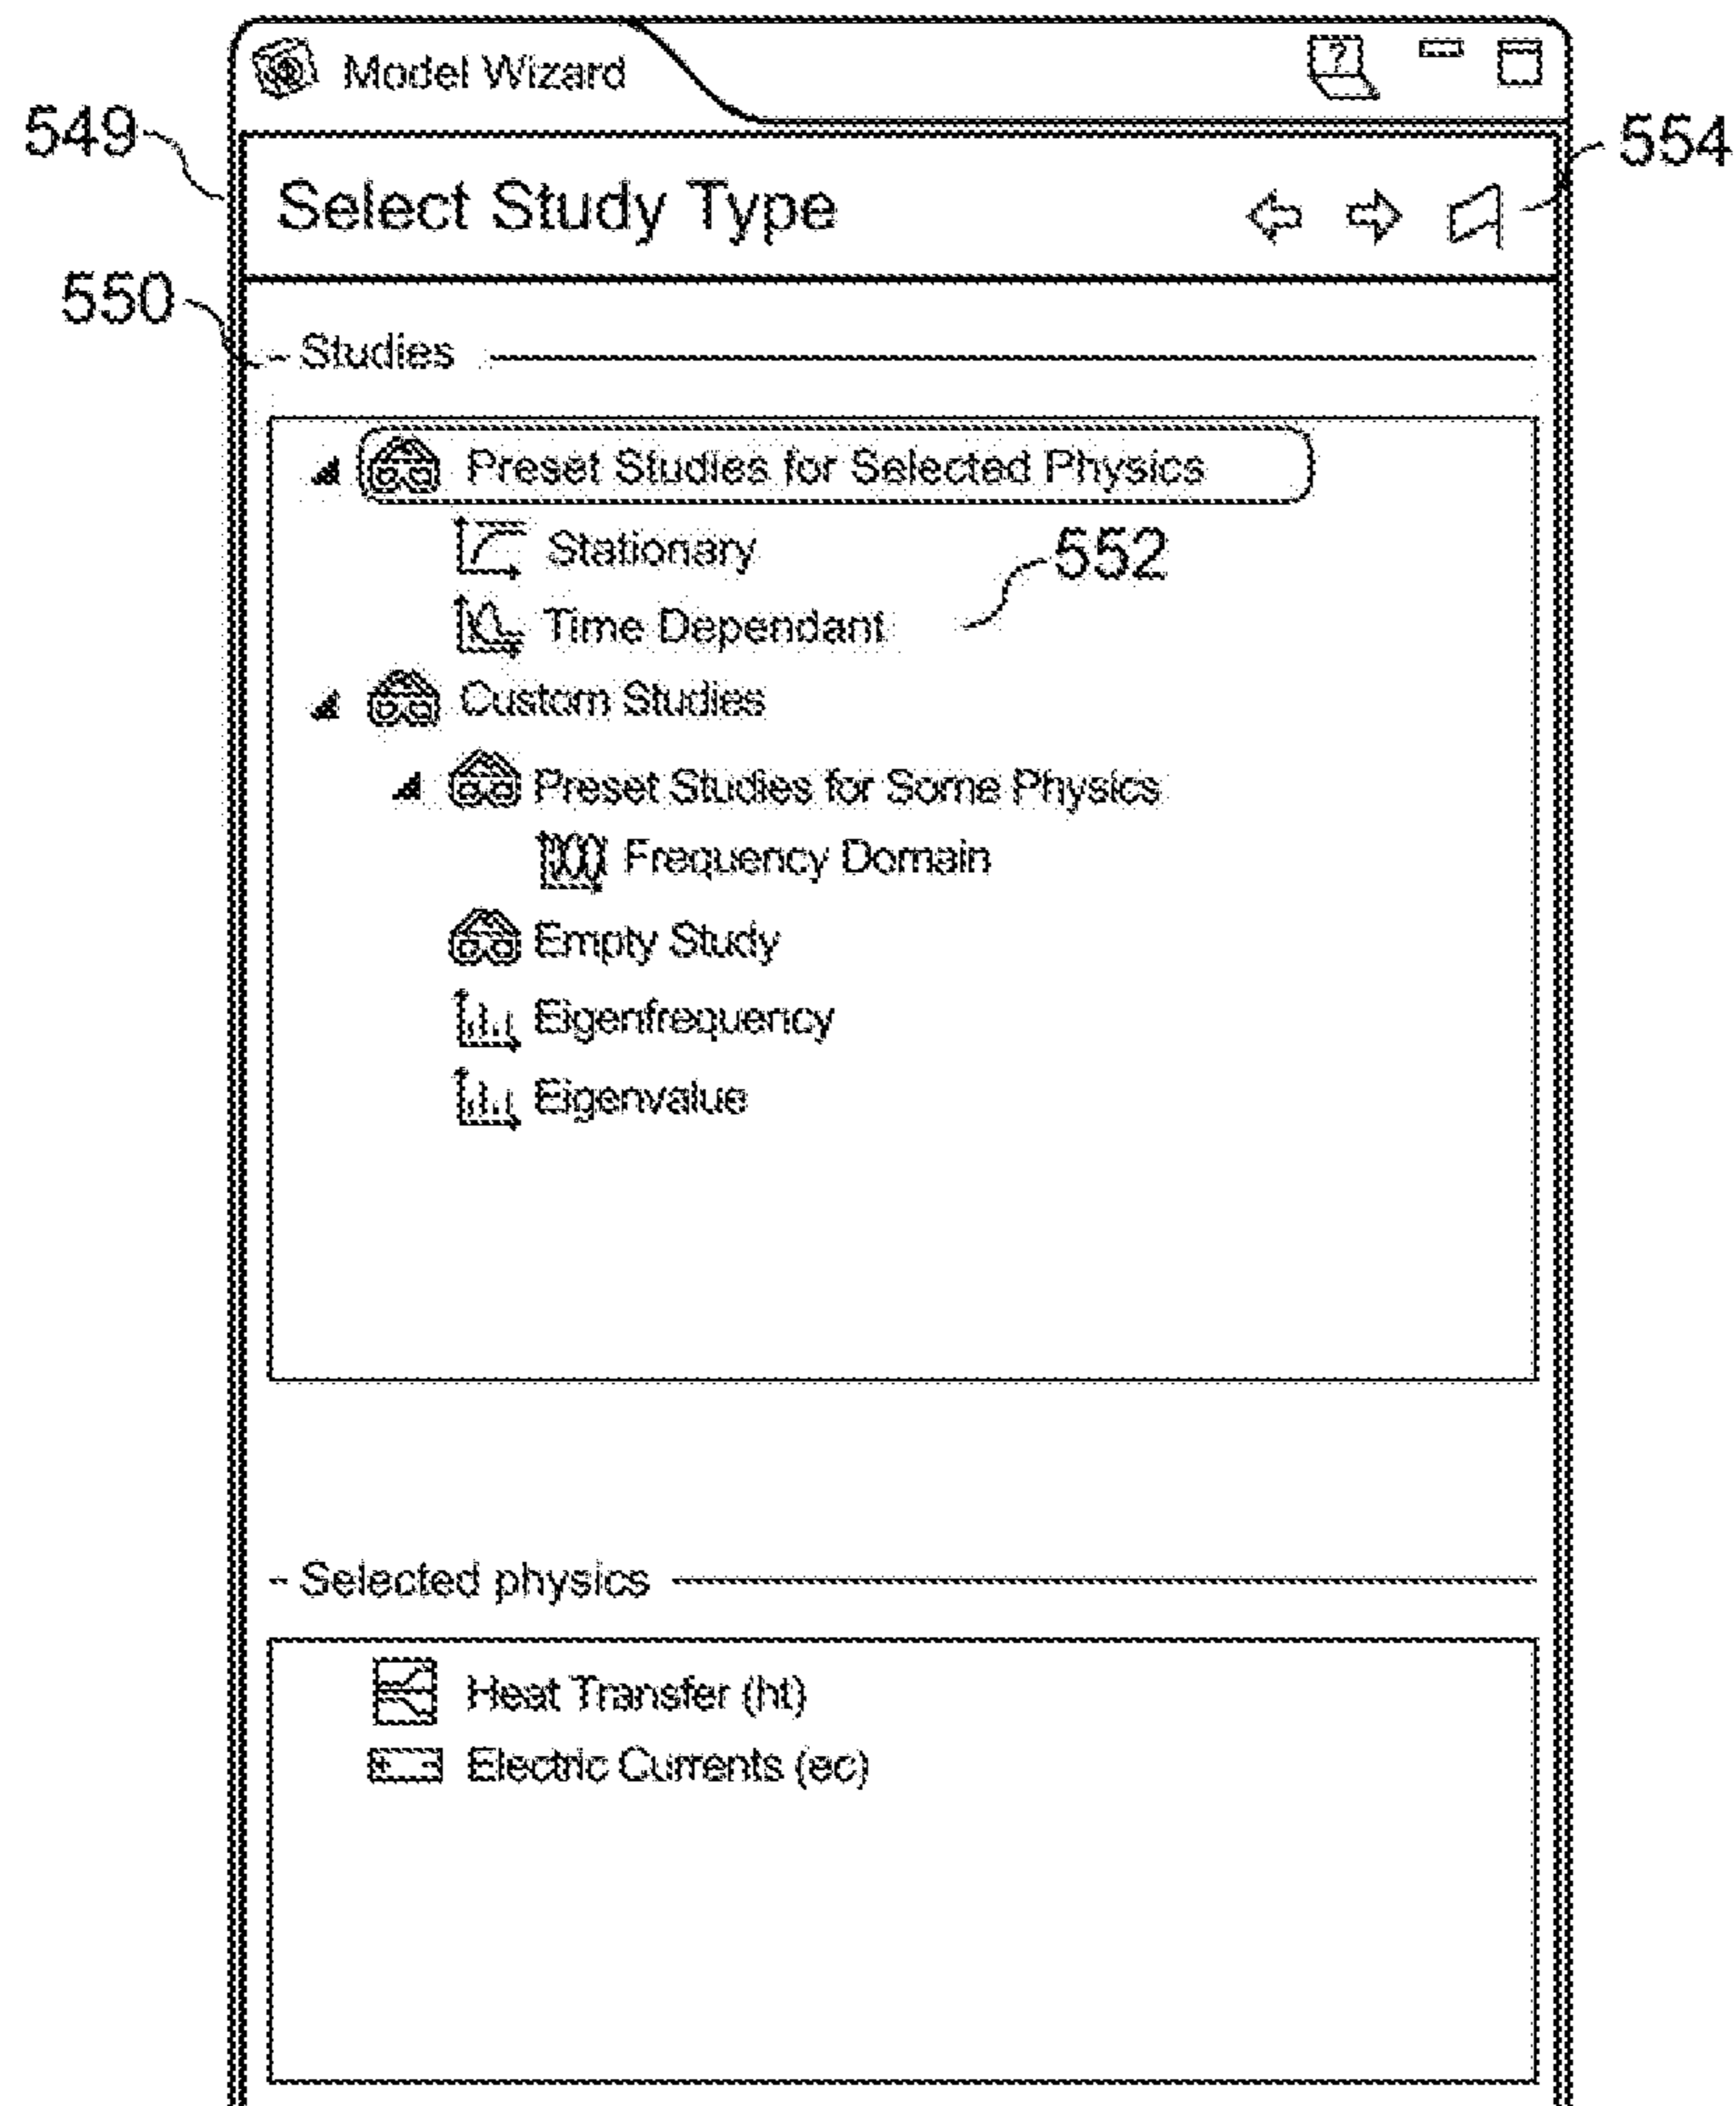 Model Wizard ?
549
554
Select Study Type
550
Studies
Preset Studies for Selected Physics
Stationary
552
Time Dependant
Custom Studies
Preset Studies for Some Physics
Frequency Domain
Empty Study
Eigenfrequency
Eigenvalue
Selected physics
Heat Transfer (ht)
Electric Currents (ec)